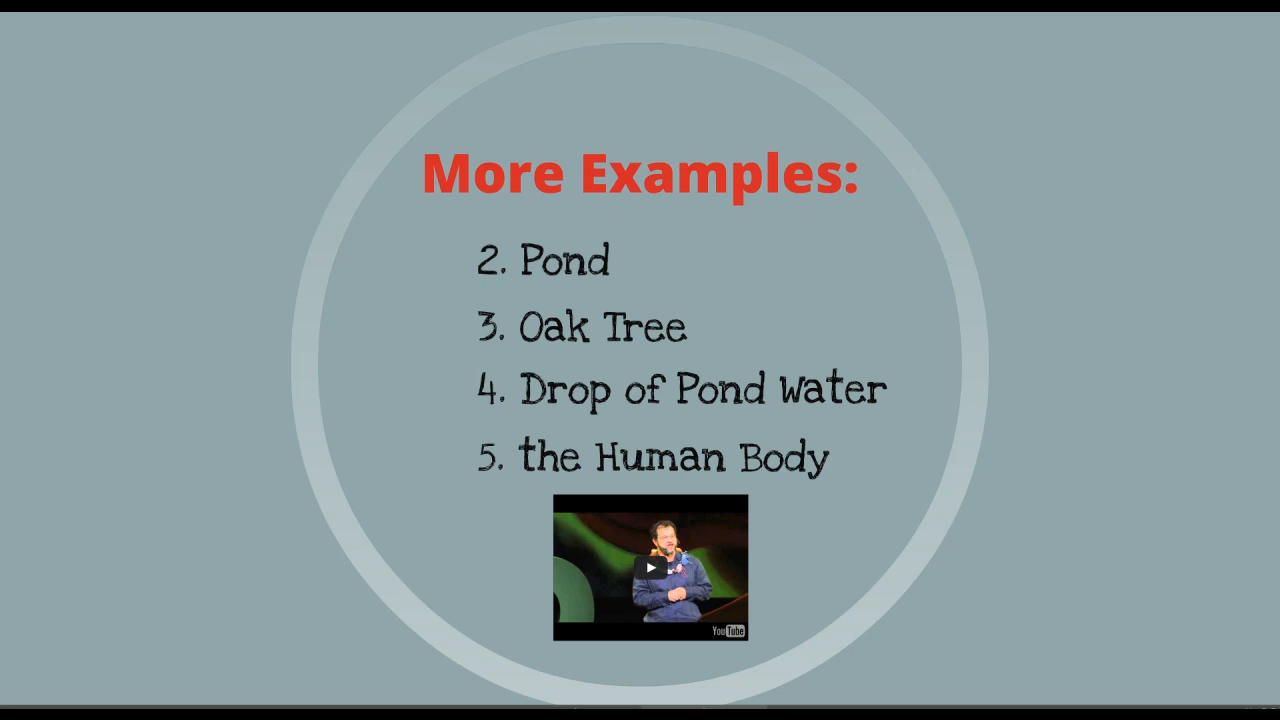 More Examples:
2. Pond
3. Oak Tree
4. Drop of Pond Water
5. the Human Body
YouTube